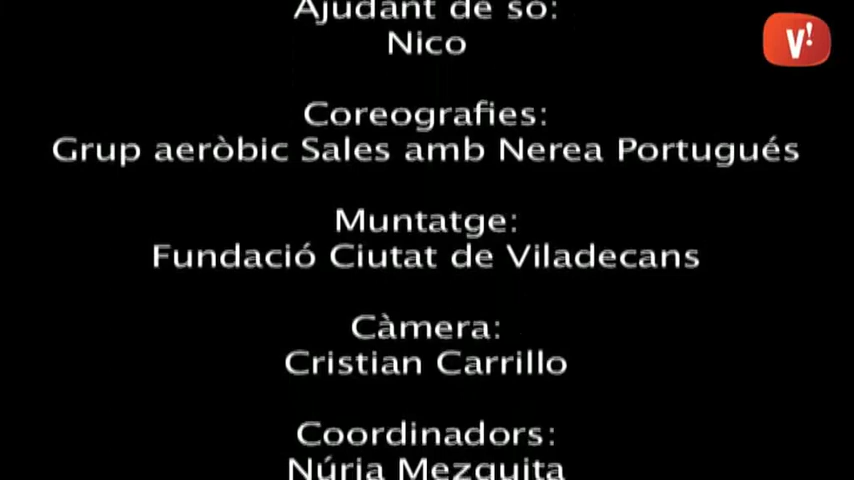 Ajudant de so:
Nico
V!
Coreografies:
Grup aeròbic Sales amb Nerea Portugués
Muntatge:
Fundació Ciutat de Viladecans
Càmera:
Cristian Carrillo
Coordinadors:
Núria Mezquita